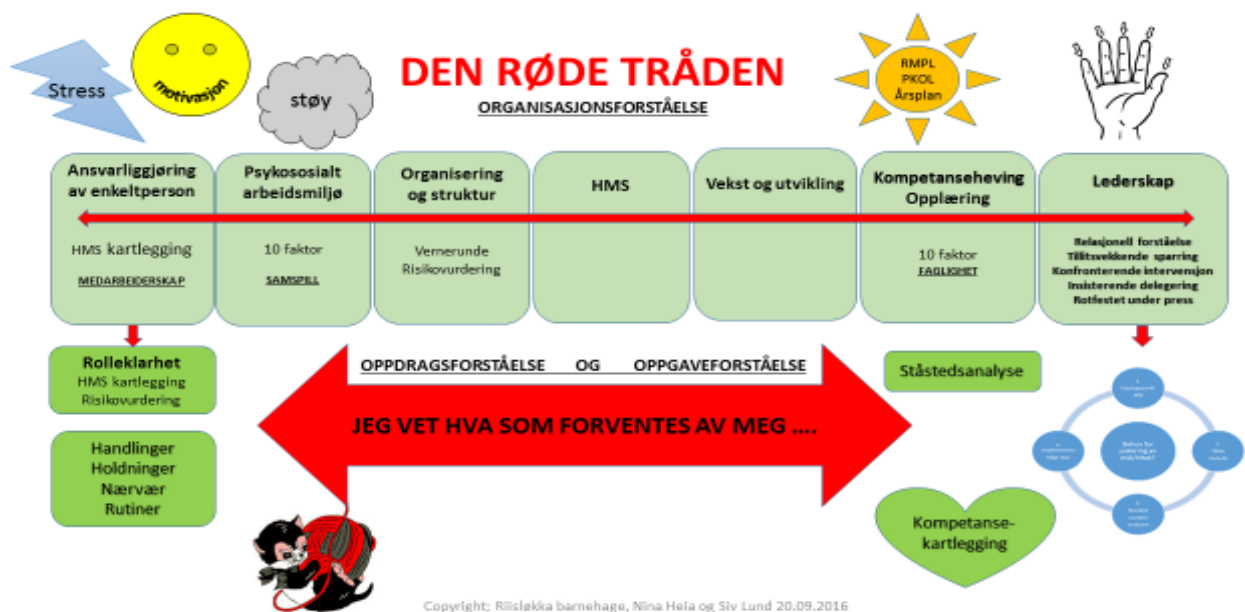 Stress
motivasjon
støy
DEN RØDE TRÅDEN
ORGANISASJONSFORSTÅELSE
RMPL
PKOL
Årsplan
Ansvarliggjøring
av enkeltperson
HMS kartlegging
MEDARBEIDERSKAP
Psykososialt
arbeidsmiljø
10 faktor
SAMSPILL
Organisering
og struktur
Vernerunde
Risikovurdering
HMS
Vekst og utvikling
Kompetanseheving
Opplæring
10 faktor
FAGLIGHET
Lederskap
Relasjonell forståelse
Tillitsvekkende sparring
Konfronterende intervensjon
Insisterende delegering
Rotfestet under press
Rolleklarhet
HMS kartlegging
Risikovurdering
Handlinger
Holdninger
Nærvær
Rutiner
OPPDRAGSFORSTÅELSE OG OPPGAVEFORSTÅELSE
JEG VET HVA SOM FORVENTES AV MEG ....
Ståstedsanalyse
Kompetanse-
kartlegging
Behov for
Copyright; Riisløkka barnehage, Nina Heia og Siv Lund 20.09.2016